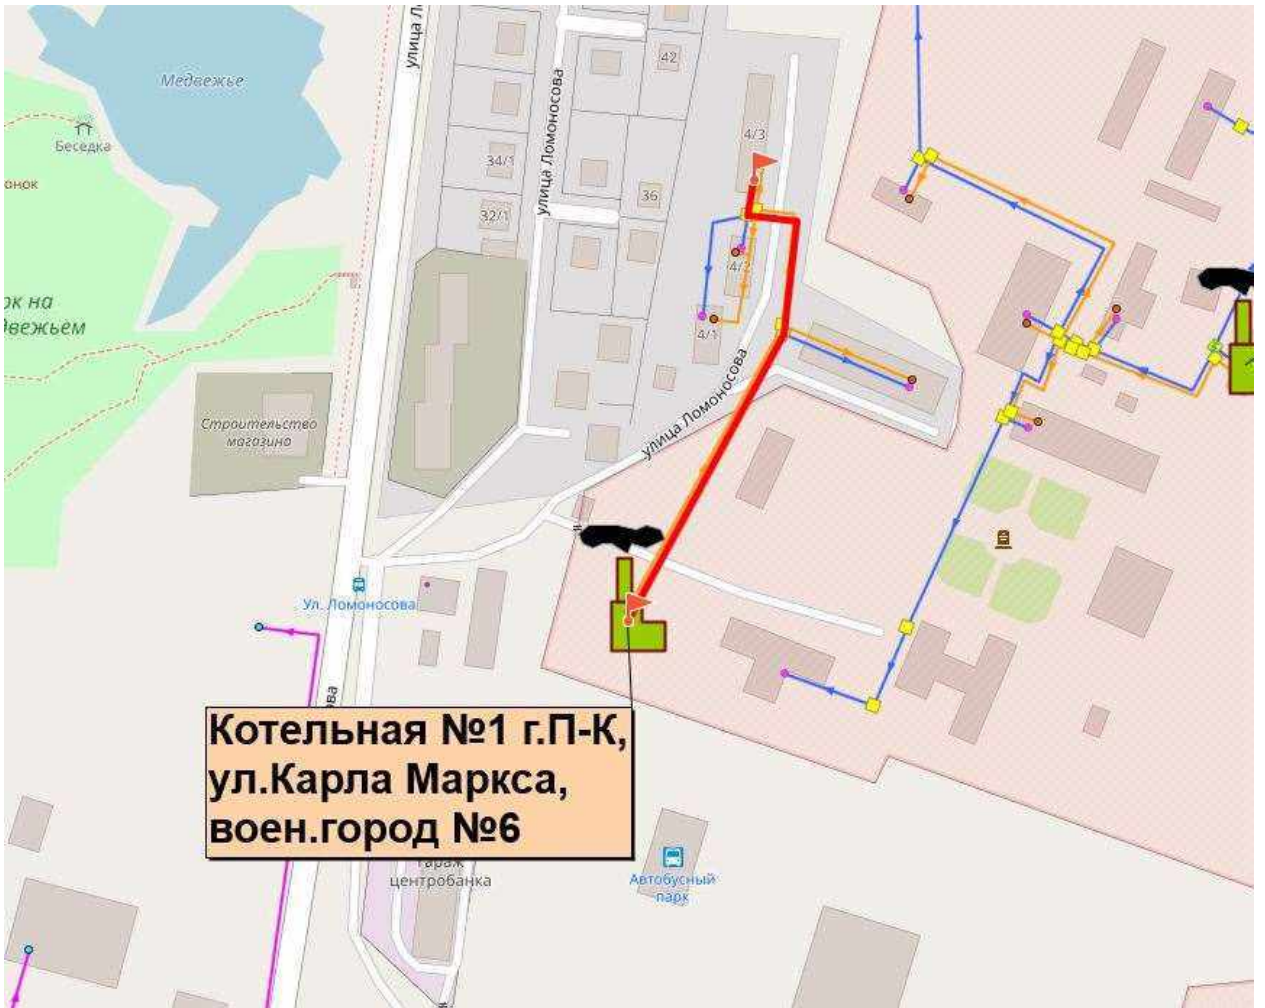 улица Л
Медвежье
42
Беседка
онок
4/3
34/1
улица Ломоносова
36
32/1
4/2
ок на
двежьем
4/1
улица Ломоносова
Строительство
магазина
Ул. Ломоносова
ова
Котельная №1 г.П-К,
ул.Карла Маркса,
воен.город №6
Гараж
центробанка
Автобусный
парк